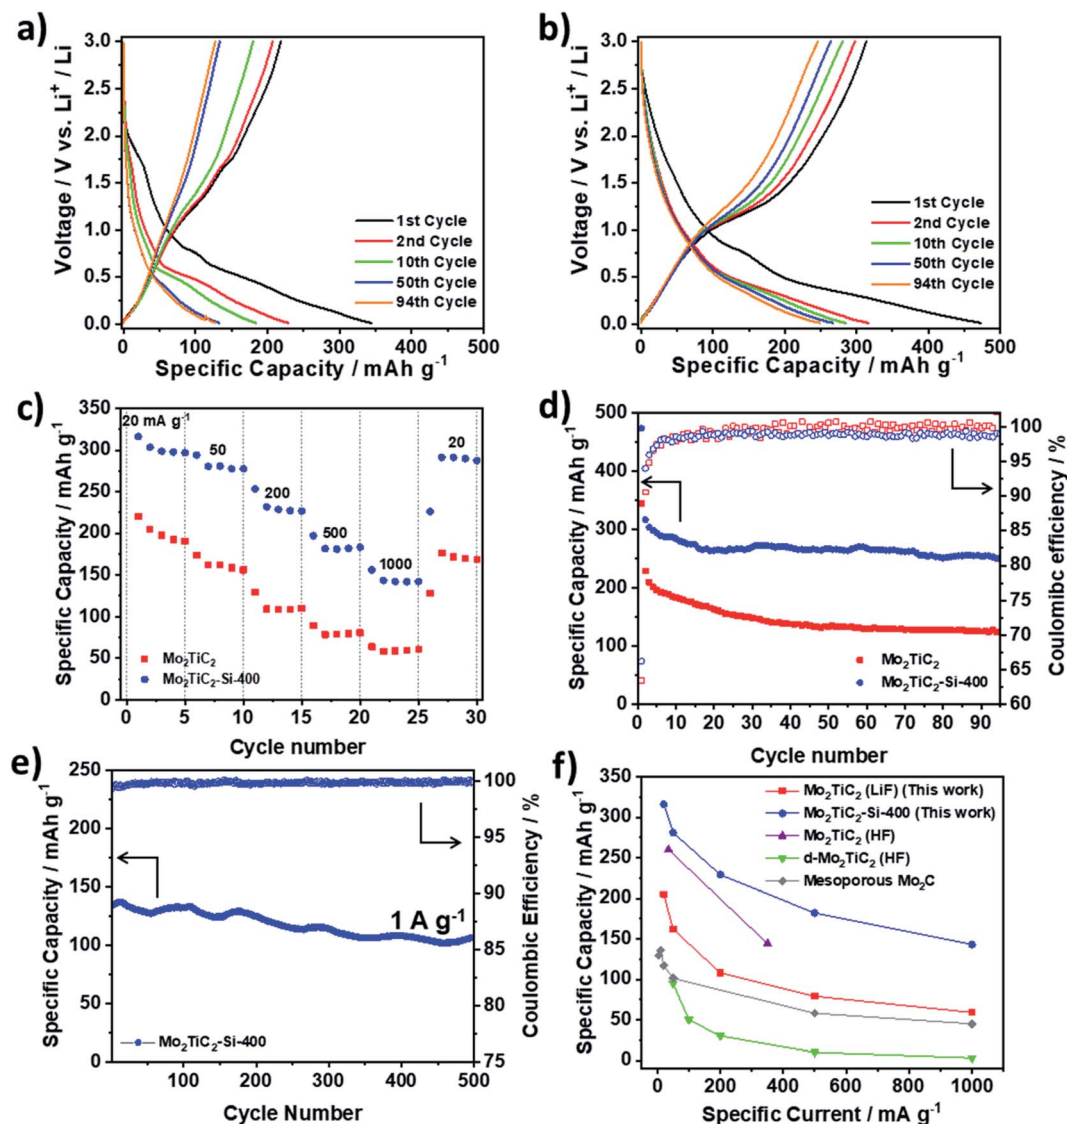 a)
Voltage / V vs. Li⁺ / Li
3.0
2.5
2.0
1.5
1.0
0.5
0.0
1st Cycle
2nd Cycle
10th Cycle
50th Cycle
94th Cycle
0 100 200 300 400 500
Specific Capacity / mAh g⁻¹
b)
Voltage / V vs. Li⁺ / Li
3.0
2.5
2.0
1.5
1.0
0.5
0.0
1st Cycle
2nd Cycle
10th Cycle
50th Cycle
94th Cycle
0 100 200 300 400 500
Specific Capacity / mAh g⁻¹
c)
Specific Capacity / mAh g⁻¹
350
300
250
200
150
100
50
0
20 mA g⁻¹
50
200
500
1000
20
Mo₂TiC₂
Mo₂TiC₂-Si-400
0 5 10 15 20 25 30
Cycle number
d)
Specific Capacity / mAh g⁻¹
500
400
300
200
100
0
Mo₂TiC₂
Mo₂TiC₂-Si-400
100
95
90
85
80
75
70
65
60
Couloimbc efficiency / %
0 10 20 30 40 50 60 70 80 90
Cycle number
e)
Specific Capacity / mAh g⁻¹
250
225
200
175
150
125
100
75
50
25
0
1 A g⁻¹
Mo₂TiC₂-Si-400
100
95
90
85
80
75
Coulombic Efficiency / %
100 200 300 400 500
Cycle Number
f)
Specific Capacity / mAh g⁻¹
350
300
250
200
150
100
50
0
Mo₂TiC₂ (LiF) (This work)
Mo₂TiC₂-Si-400 (This work)
Mo₂TiC₂ (HF)
d-Mo₂TiC₂ (HF)
Mesoporous Mo₂C
0 200 400 600 800 1000
Specific Current / mA g⁻¹